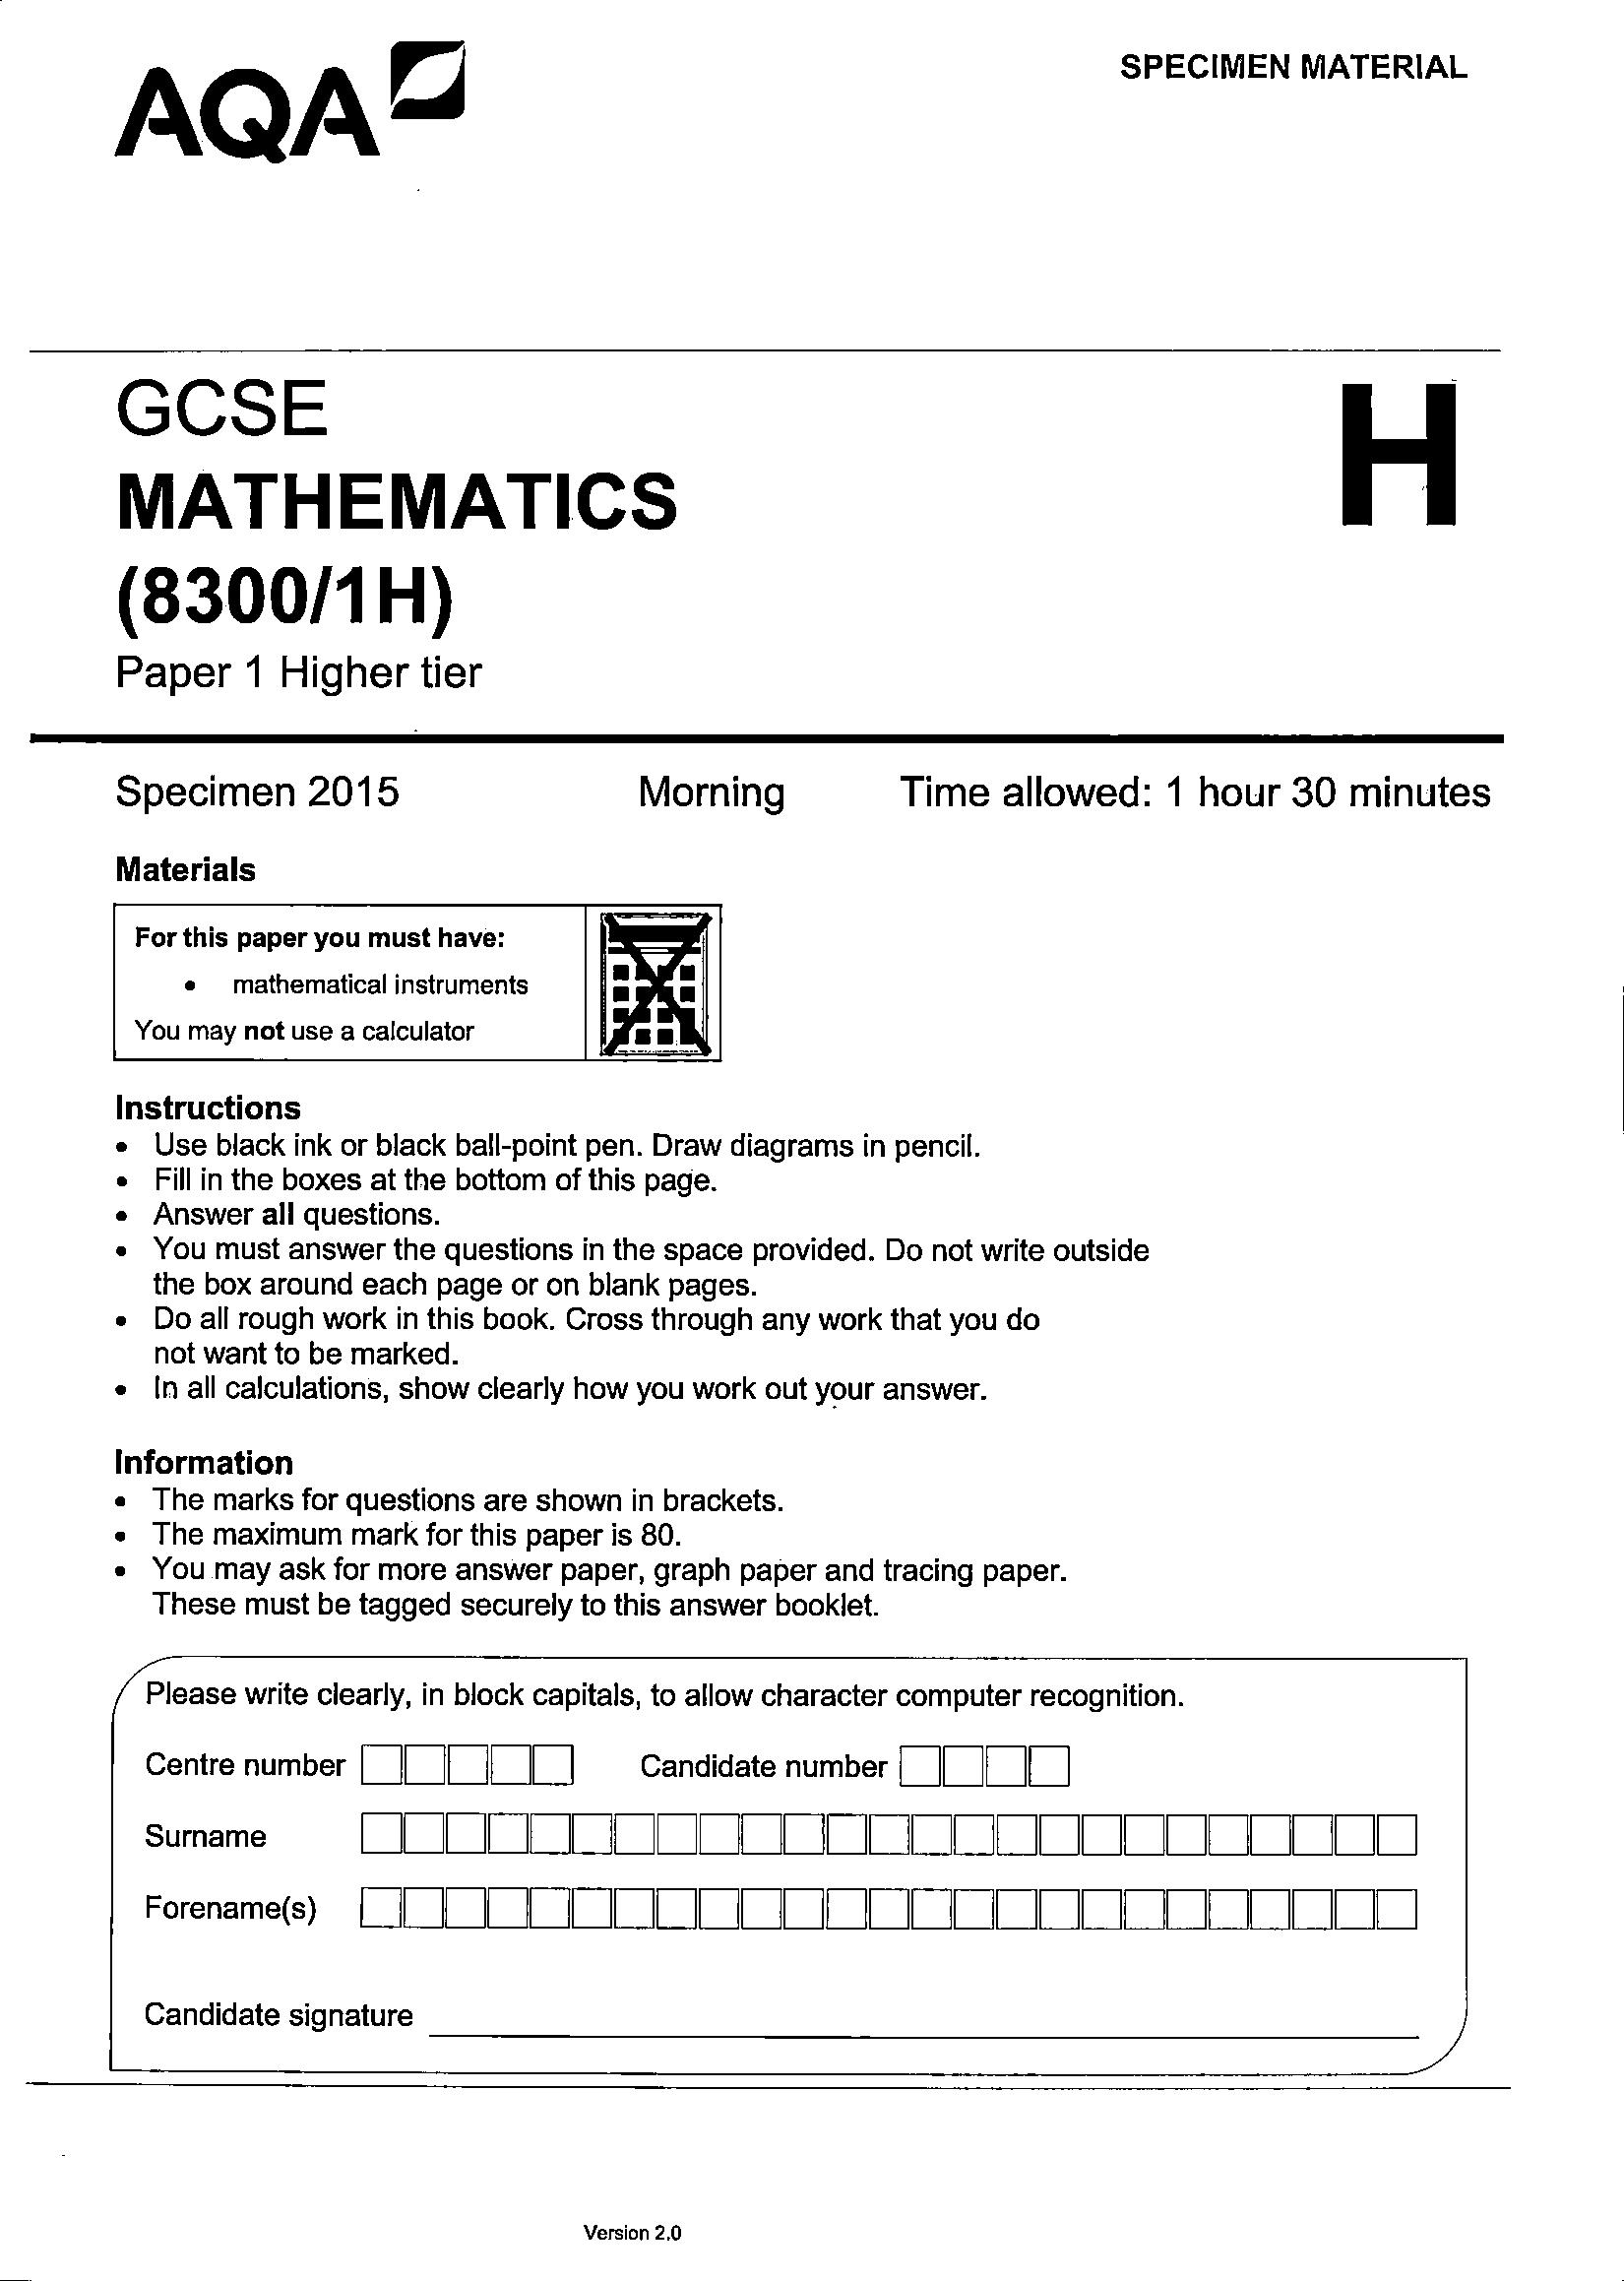 AQA
SPECIMEN MATERIAL
GCSE
H
MATHEMATICS
(8300/1H)
Paper 1 Higher tier
Specimen 2015 Morning Time allowed: 1 hour 30 minutes
Materials
For this paper you must have:
• mathematical instruments
You may not use a calculator
Instructions
• Use black ink or black ball-point pen. Draw diagrams in pencil.
• Fill in the boxes at the bottom of this page.
• Answer all questions.
• You must answer the questions in the space provided. Do not write outside
the box around each page or on blank pages.
• Do all rough work in this book. Cross through any work that you do
not want to be marked.
• In all calculations, show clearly how you work out your answer.
Information
• The marks for questions are shown in brackets.
• The maximum mark for this paper is 80.
• You may ask for more answer paper, graph paper and tracing paper.
These must be tagged securely to this answer booklet.
Please write clearly, in block capitals, to allow character computer recognition.
Centre number Candidate number
Surname
Forename(s)
Candidate signature
Version 2.0